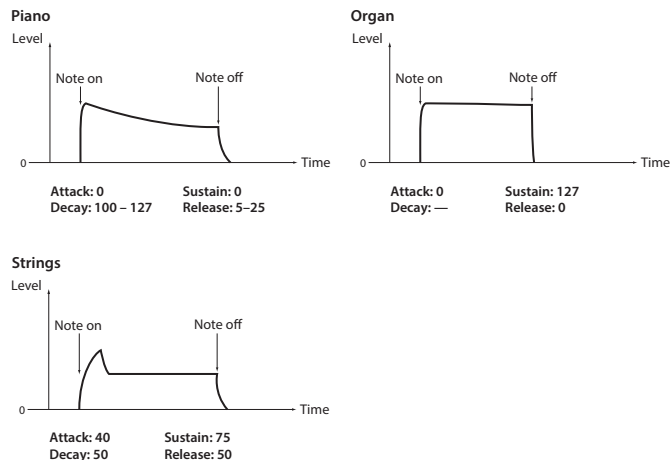 Piano
Level
Note on
Note off
0
Time
Attack: 0 Sustain: 0
Decay: 100 – 127 Release: 5–25
Organ
Level
Note on
Note off
0
Time
Attack: 0 Sustain: 127
Decay: — Release: 0
Strings
Level
Note on
Note off
0
Time
Attack: 40 Sustain: 75
Decay: 50 Release: 50